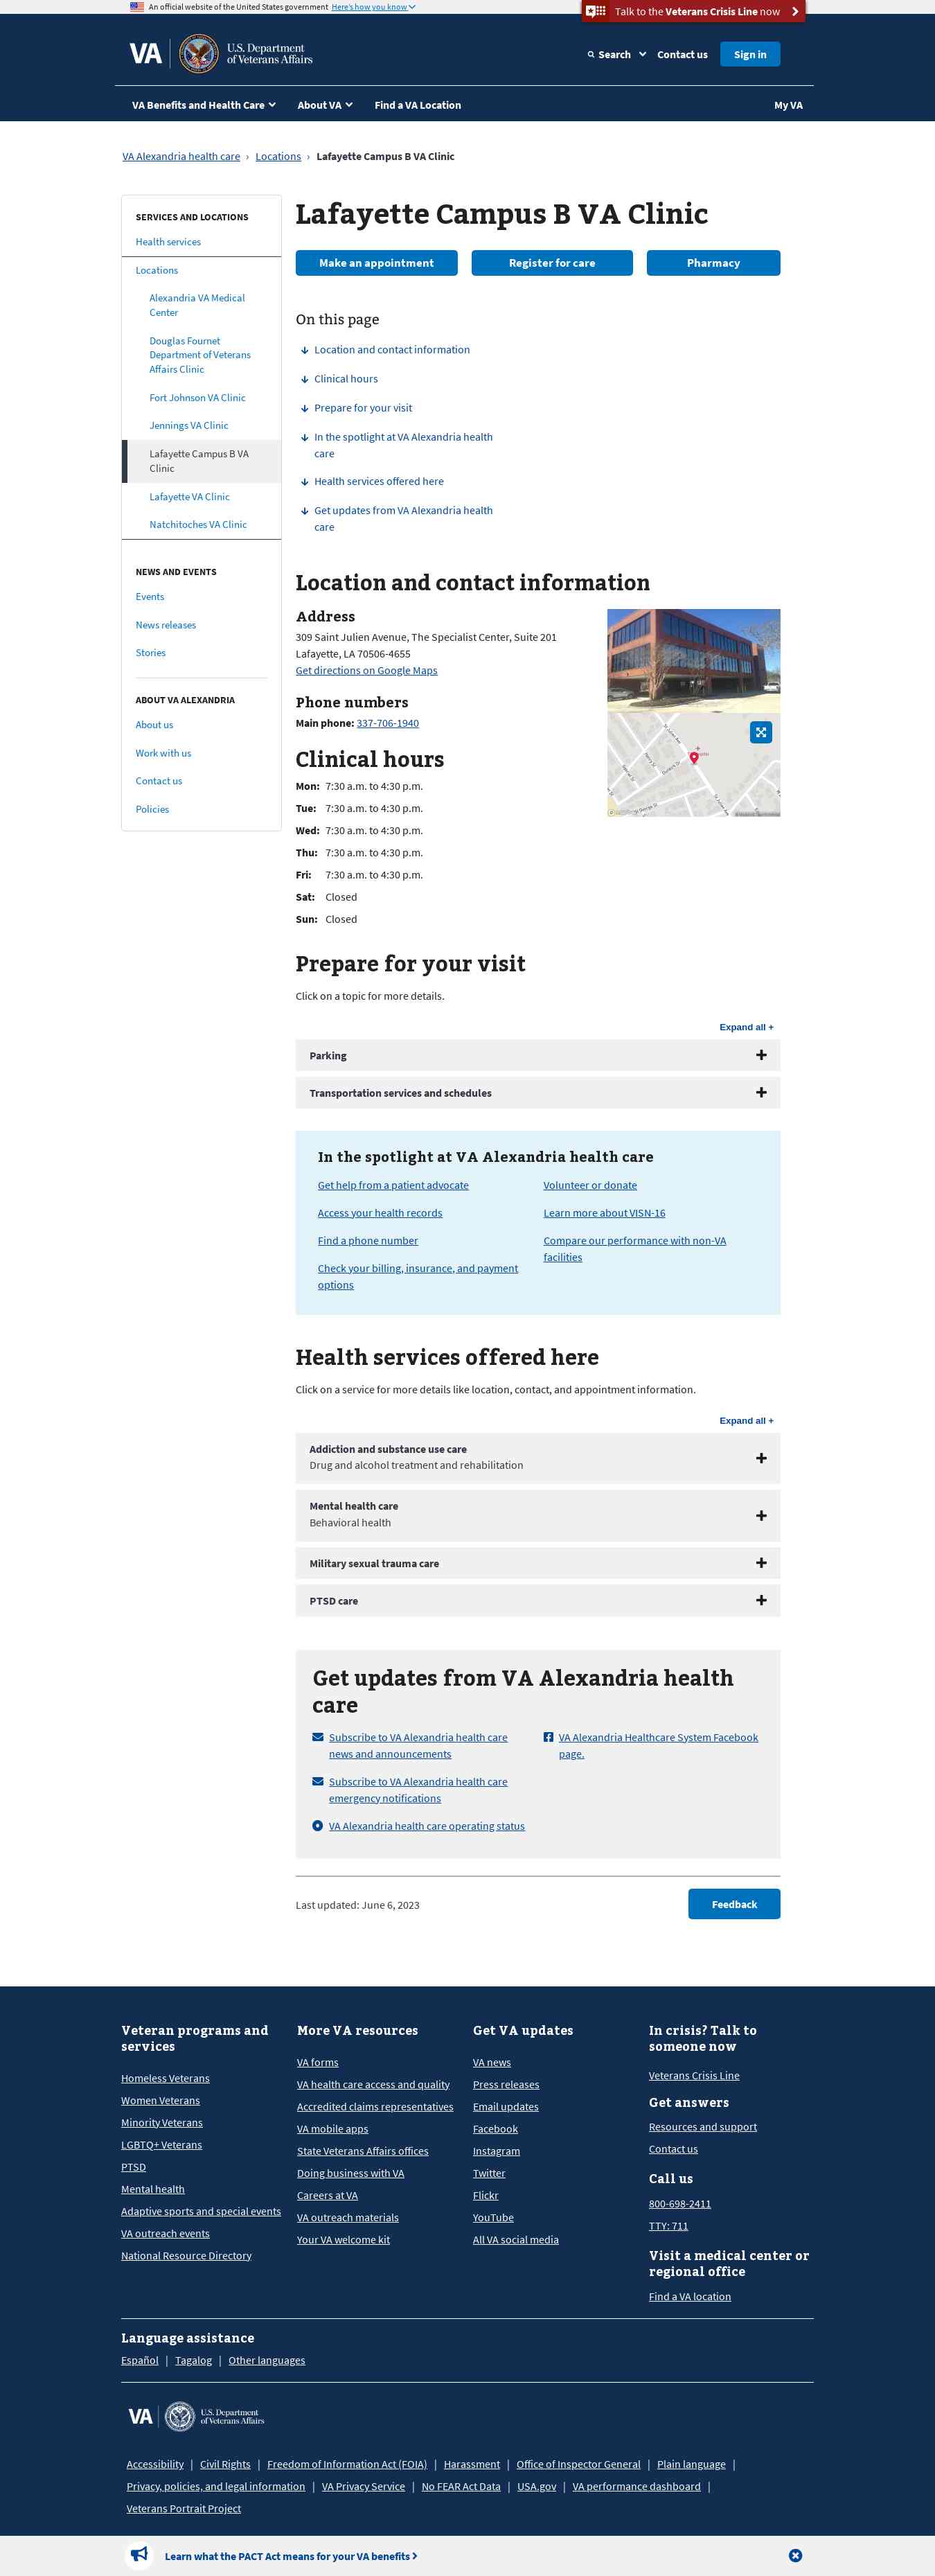 An official website of the United States government Here's how you know
Talk to the Veterans Crisis Line now
VA
U.S. Department
of Veterans Affairs
Search
Contact us
Sign in
VA Benefits and Health Care
About VA
Find a VA Location
My VA
VA Alexandria health care › Locations › Lafayette Campus B VA Clinic
SERVICES AND LOCATIONS
Health services
Locations
Alexandria VA Medical
Center
Douglas Fournet
Department of Veterans
Affairs Clinic
Fort Johnson VA Clinic
Jennings VA Clinic
Lafayette Campus B VA
Clinic
Lafayette VA Clinic
Natchitoches VA Clinic
NEWS AND EVENTS
Events
News releases
Stories
ABOUT VA ALEXANDRIA
About us
Work with us
Contact us
Policies
Lafayette Campus B VA Clinic
Make an appointment
Register for care
Pharmacy
On this page
Location and contact information
Clinical hours
Prepare for your visit
In the spotlight at VA Alexandria health
care
Health services offered here
Get updates from VA Alexandria health
care
Location and contact information
Address
309 Saint Julien Avenue, The Specialist Center, Suite 201
Lafayette, LA 70506-4655
Get directions on Google Maps
Phone numbers
Main phone: 337-706-1940
Clinical hours
Mon: 7:30 a.m. to 4:30 p.m.
Tue: 7:30 a.m. to 4:30 p.m.
Wed: 7:30 a.m. to 4:30 p.m.
Thu: 7:30 a.m. to 4:30 p.m.
Fri: 7:30 a.m. to 4:30 p.m.
Sat: Closed
Sun: Closed
Prepare for your visit
Click on a topic for more details.
Expand all +
Parking
Transportation services and schedules
In the spotlight at VA Alexandria health care
Get help from a patient advocate
Access your health records
Find a phone number
Check your billing, insurance, and payment
options
Volunteer or donate
Learn more about VISN-16
Compare our performance with non-VA
facilities
Health services offered here
Click on a service for more details like location, contact, and appointment information.
Expand all +
Addiction and substance use care
Drug and alcohol treatment and rehabilitation
Mental health care
Behavioral health
Military sexual trauma care
PTSD care
Get updates from VA Alexandria health
care
Subscribe to VA Alexandria health care
news and announcements
Subscribe to VA Alexandria health care
emergency notifications
VA Alexandria health care operating status
VA Alexandria Healthcare System Facebook
page.
Last updated: June 6, 2023
Feedback
Veteran programs and
services
Homeless Veterans
Women Veterans
Minority Veterans
LGBTQ+ Veterans
PTSD
Mental health
Adaptive sports and special events
VA outreach events
National Resource Directory
More VA resources
VA forms
VA health care access and quality
Accredited claims representatives
VA mobile apps
State Veterans Affairs offices
Doing business with VA
Careers at VA
VA outreach materials
Your VA welcome kit
Get VA updates
VA news
Press releases
Email updates
Facebook
Instagram
Twitter
Flickr
YouTube
All VA social media
In crisis? Talk to
someone now
Veterans Crisis Line
Get answers
Resources and support
Contact us
Call us
800-698-2411
TTY: 711
Visit a medical center or
regional office
Find a VA location
Language assistance
Español | Tagalog | Other languages
VA
U.S. Department
of Veterans Affairs
Accessibility | Civil Rights | Freedom of Information Act (FOIA) | Harassment | Office of Inspector General | Plain language |
Privacy, policies, and legal information | VA Privacy Service | No FEAR Act Data | USA.gov | VA performance dashboard |
Veterans Portrait Project
Learn what the PACT Act means for your VA benefits